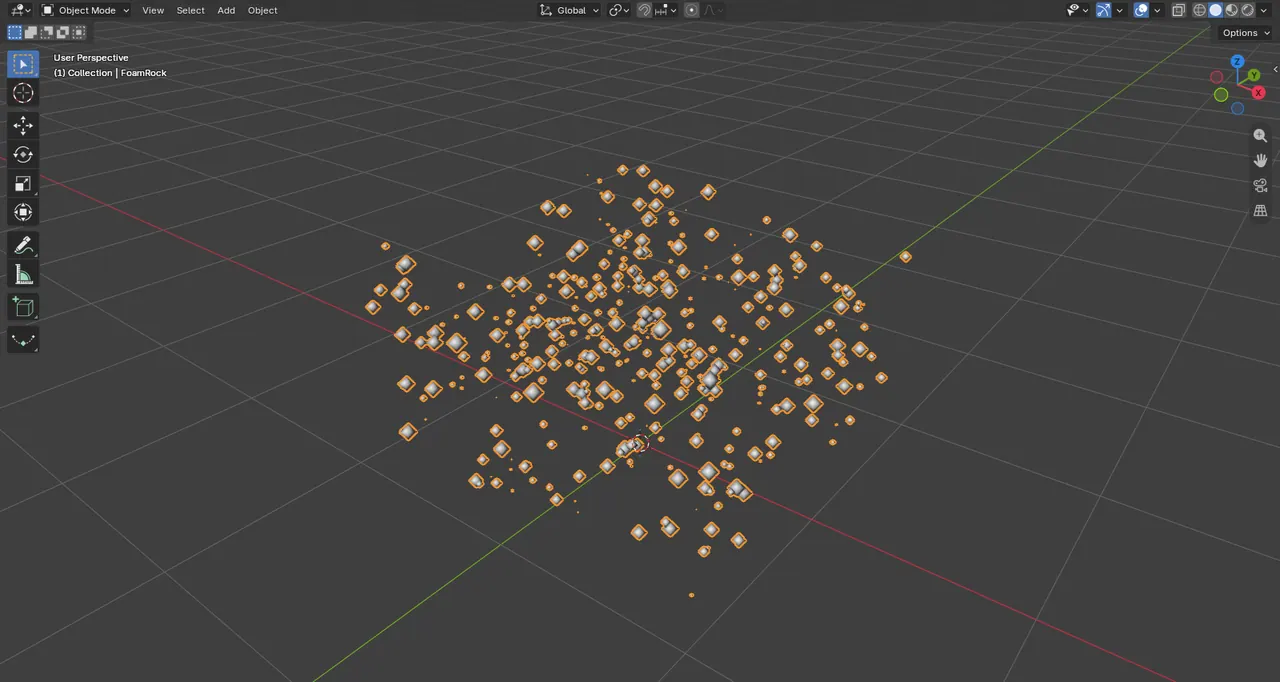 Object Mode View Select Add Object Global
Options
User Perspective
(1) Collection | FoamRock
Z
Y
X